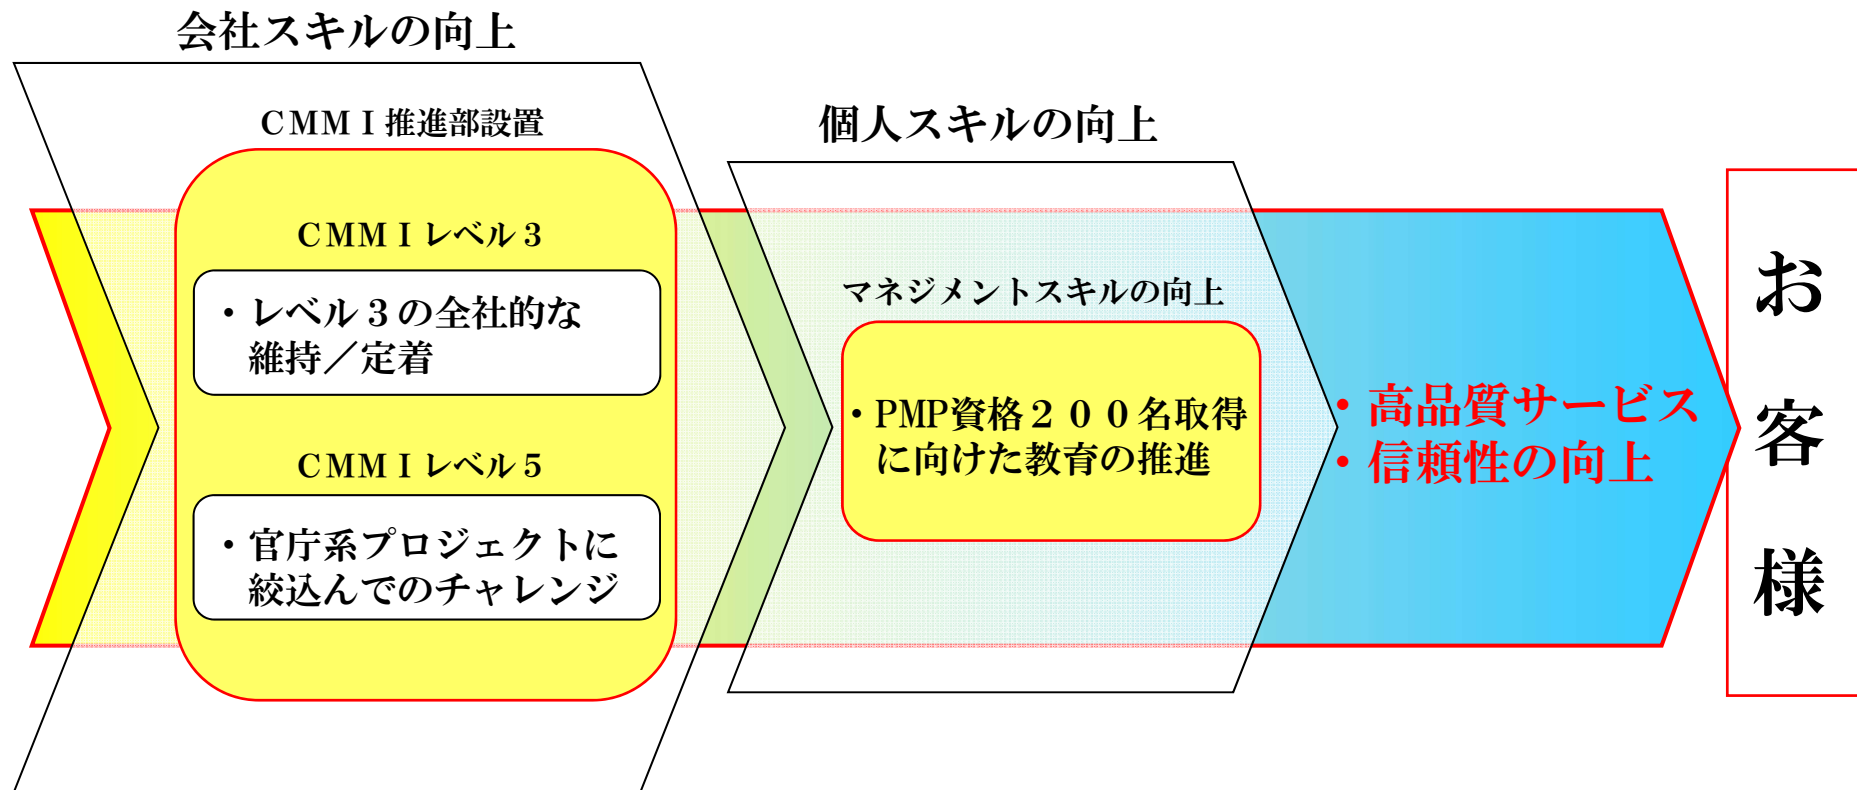 会社スキルの向上
ＣＭＭＩ推進部設置
ＣＭＭＩレベル３
・レベル３の全社的な
維持／定着
ＣＭＭＩレベル５
・官庁系プロジェクトに
絞込んでのチャレンジ
個人スキルの向上
マネジメントスキルの向上
・PMP資格２００名取得
に向けた教育の推進
・高品質サービス
・信頼性の向上
お客様